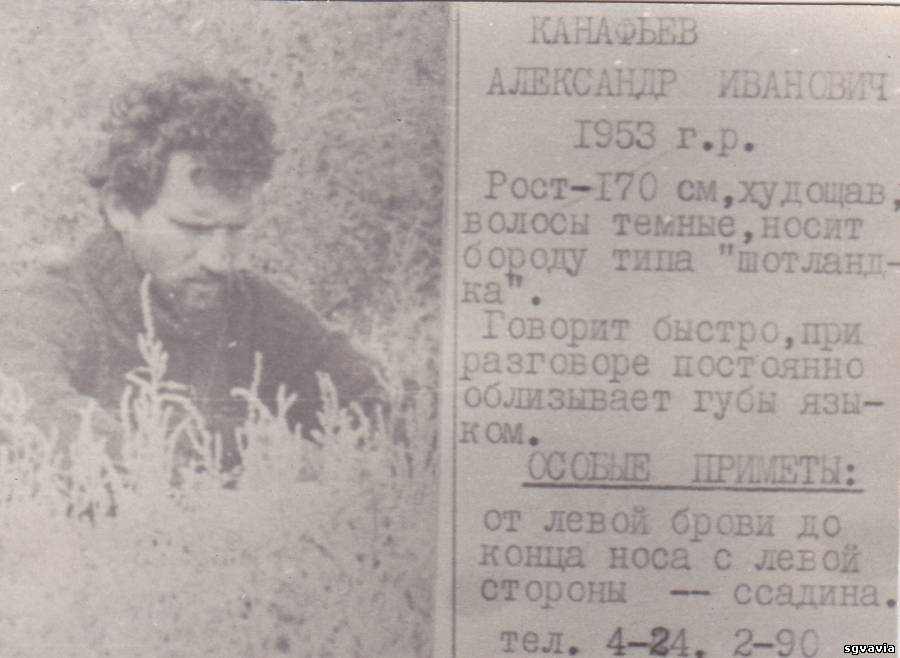 КАНАФЬЕВ
АЛЕКСАНДР ИВАНОВИЧ
1953 г.р.
Рост-170 см,худощав,
волосы темные,носит
бороду типа "шотланд-
ка".
Говорит быстро,при
разговоре постоянно
облизывает губы язы-
ком.
ОСОБЫЕ ПРИМЕТЫ:
от левой брови до
конца носа с левой
стороны -- ссадина.
тел. 4-24. 2-90
sgvavia